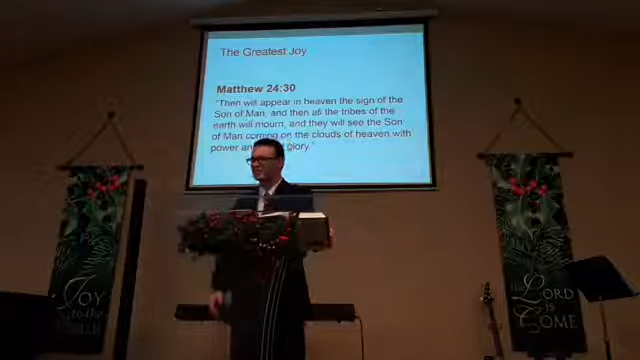 The Greatest Joy
Matthew 24:30
"Then will appear in heaven the sign of the
Son of Man, and then all the tribes of the
earth will mourn, and they will see the Son
of Man coming on the clouds of heaven with
power glory."
JOY
to the
The LORD
IS
COME